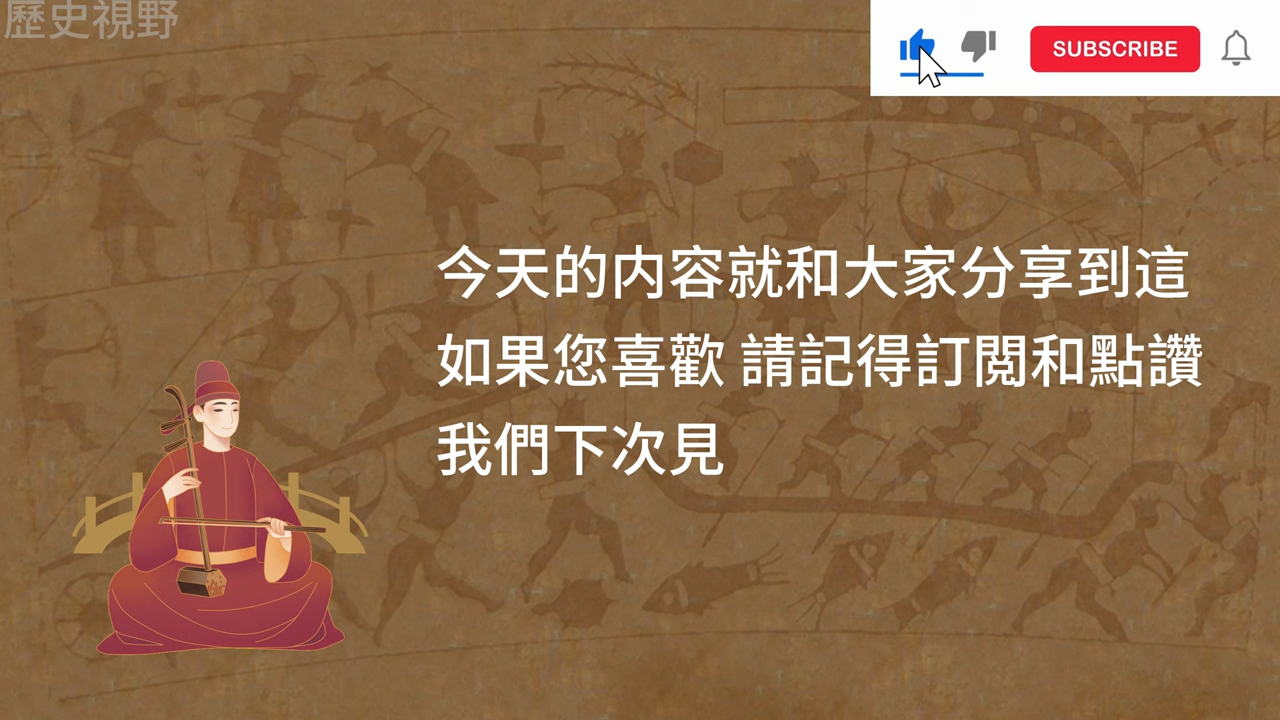 歷史視野
SUBSCRIBE
今天的内容就和大家分享到這
如果您喜歡 請記得訂閱和點讚
我們下次見